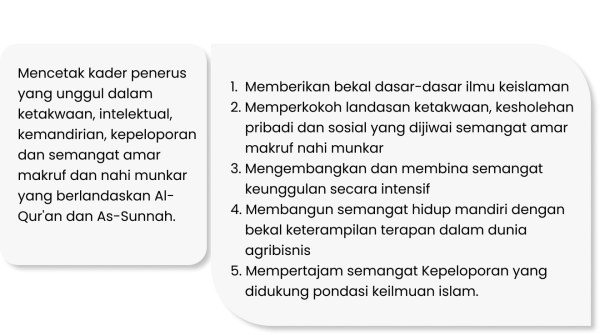 Mencetak kader penerus
yang unggul dalam
ketakwaan, intelektual,
kemandirian, kepeloporan
dan semangat amar
makruf dan nahi munkar
yang berlandaskan Al-
Qur'an dan As-Sunnah.
1. Memberikan bekal dasar-dasar ilmu keislaman
2. Memperkokoh landasan ketakwaan, kesholehan
pribadi dan sosial yang dijiwai semangat amar
makruf nahi munkar
3. Mengembangkan dan membina semangat
keunggulan secara intensif
4. Membangun semangat hidup mandiri dengan
bekal keterampilan terapan dalam dunia
agribisnis
5. Mempertajam semangat Kepeloporan yang
didukung pondasi keilmuan islam.